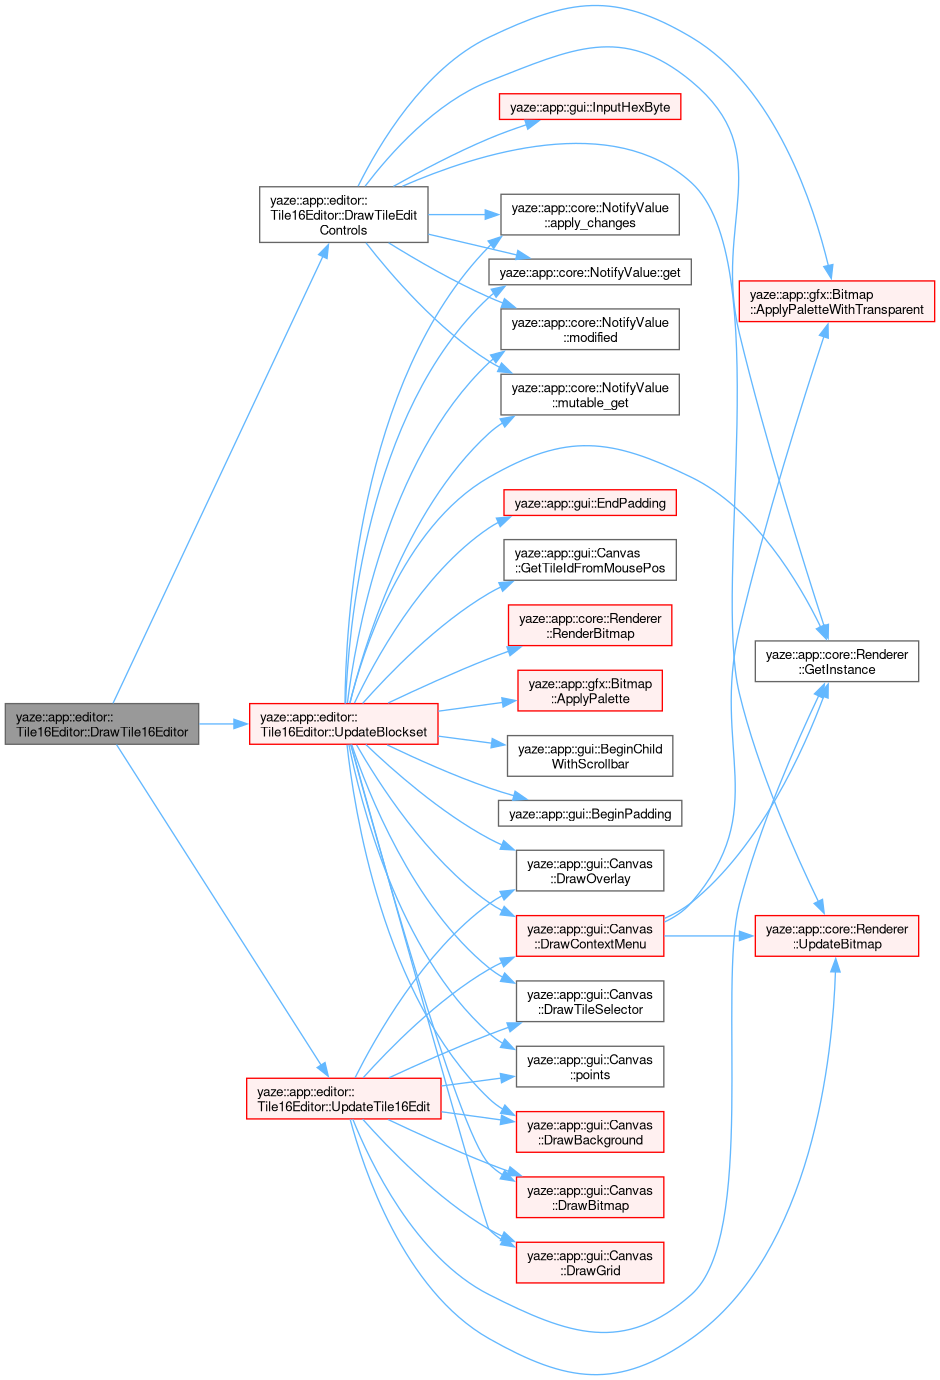 yaze::app::editor::
Tile16Editor::DrawTile16Editor
yaze::app::editor::
Tile16Editor::DrawTileEdit
Controls
yaze::app::editor::
Tile16Editor::UpdateBlockset
yaze::app::editor::
Tile16Editor::UpdateTile16Edit
yaze::app::gui::InputHexByte
yaze::app::core::NotifyValue
::apply_changes
yaze::app::core::NotifyValue::get
yaze::app::core::NotifyValue
::modified
yaze::app::core::NotifyValue
::mutable_get
yaze::app::gui::EndPadding
yaze::app::gui::Canvas
::GetTileIdFromMousePos
yaze::app::core::Renderer
::RenderBitmap
yaze::app::gfx::Bitmap
::ApplyPalette
yaze::app::gui::BeginChild
WithScrollbar
yaze::app::gui::BeginPadding
yaze::app::gui::Canvas
::DrawOverlay
yaze::app::gui::Canvas
::DrawContextMenu
yaze::app::gui::Canvas
::DrawTileSelector
yaze::app::gui::Canvas
::points
yaze::app::gui::Canvas
::DrawBackground
yaze::app::gui::Canvas
::DrawBitmap
yaze::app::gui::Canvas
::DrawGrid
yaze::app::gfx::Bitmap
::ApplyPaletteWithTransparent
yaze::app::core::Renderer
::GetInstance
yaze::app::core::Renderer
::UpdateBitmap